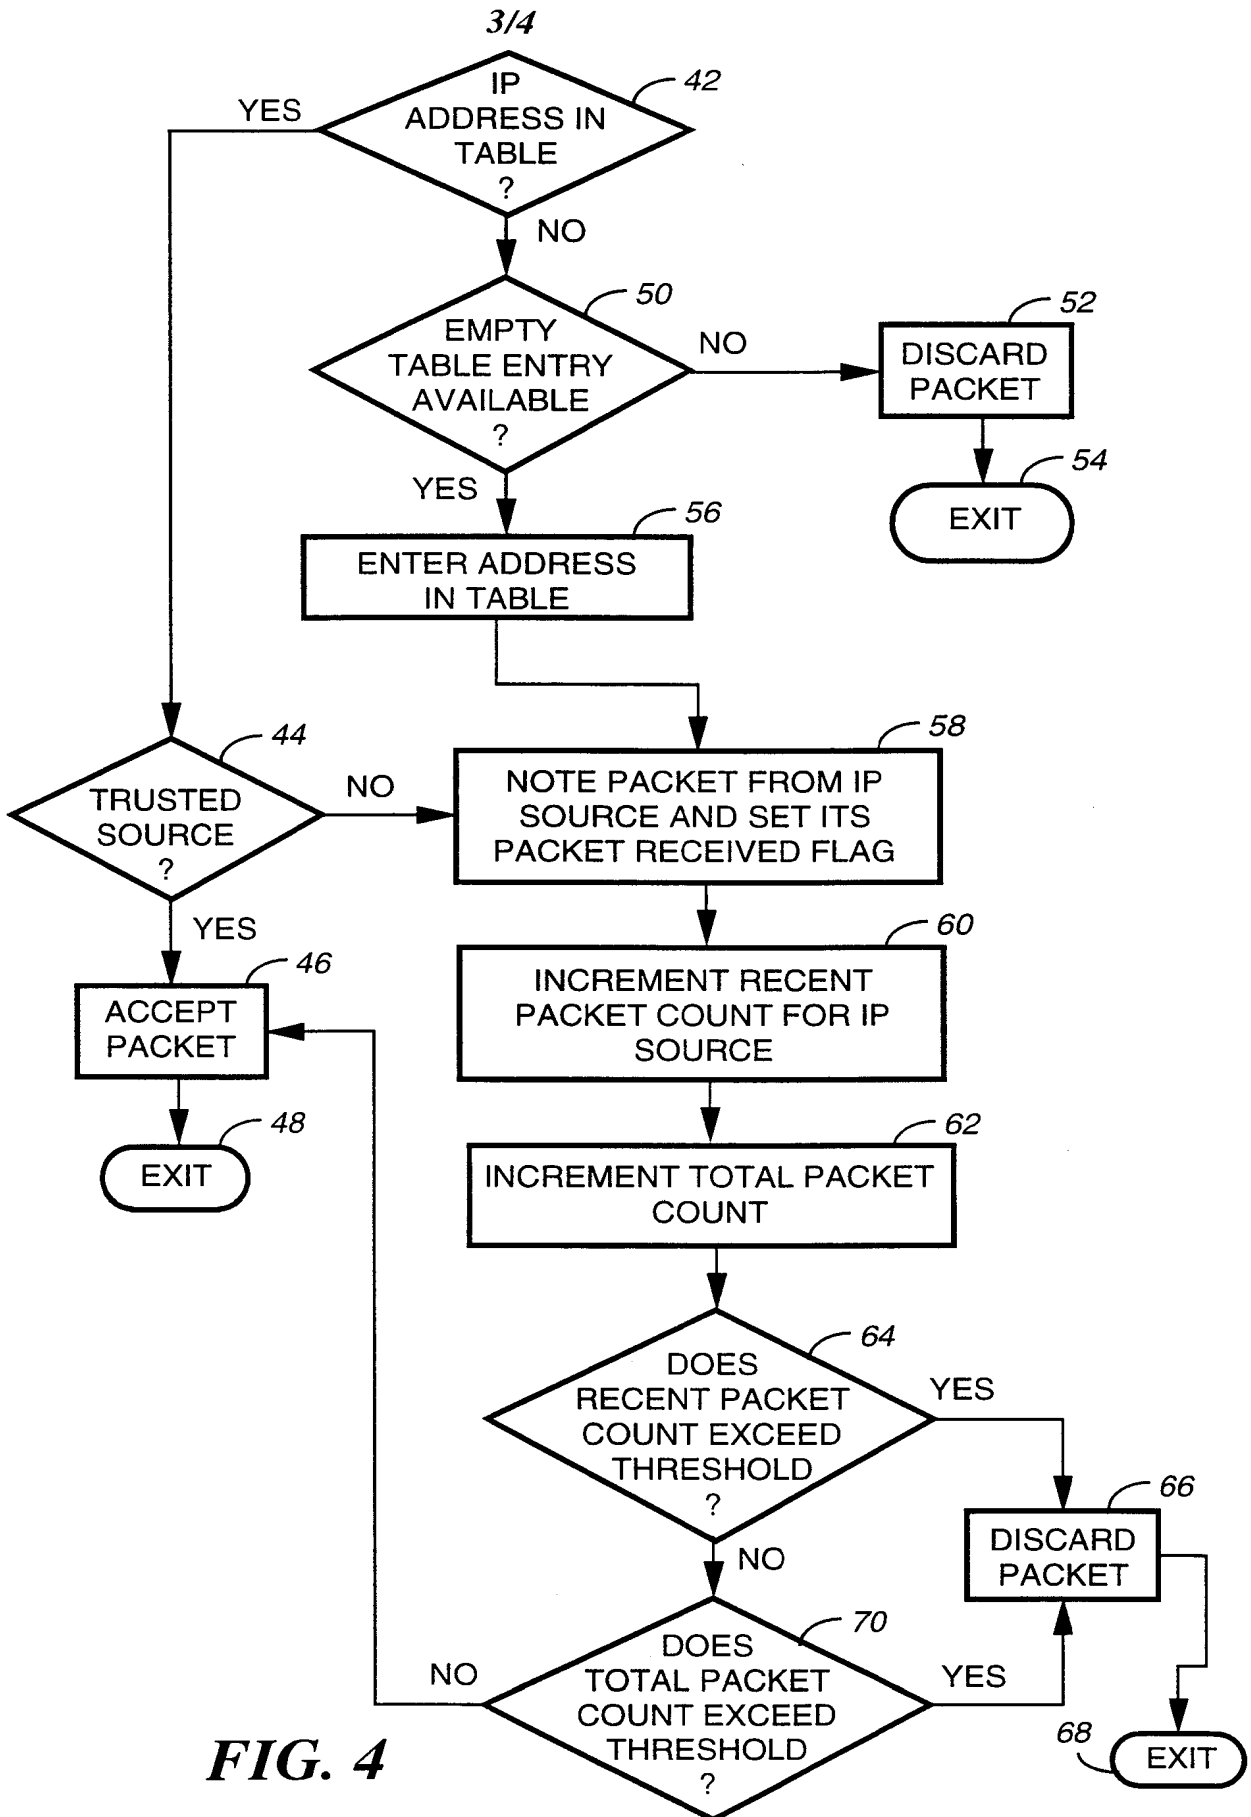 3/4
IP
ADDRESS IN
TABLE
?
42
YES
NO
EMPTY
TABLE ENTRY
AVAILABLE
?
50
NO
YES
DISCARD
PACKET
52
EXIT
54
ENTER ADDRESS
IN TABLE
56
TRUSTED
SOURCE
?
44
NO
YES
NOTE PACKET FROM IP
SOURCE AND SET ITS
PACKET RECEIVED FLAG
58
ACCEPT
PACKET
46
EXIT
48
INCREMENT RECENT
PACKET COUNT FOR IP
SOURCE
60
INCREMENT TOTAL PACKET
COUNT
62
DOES
RECENT PACKET
COUNT EXCEED
THRESHOLD
?
64
YES
NO
DISCARD
PACKET
66
DOES
TOTAL PACKET
COUNT EXCEED
THRESHOLD
?
70
NO
YES
EXIT
68
FIG. 4